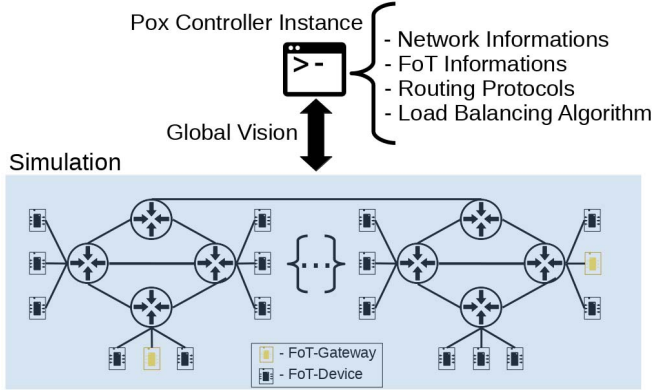 Pox Controller Instance
- Network Informations
- FoT Informations
- Routing Protocols
- Load Balancing Algorithm
>-
Global Vision
Simulation
{...}
- FoT-Gateway
- FoT-Device